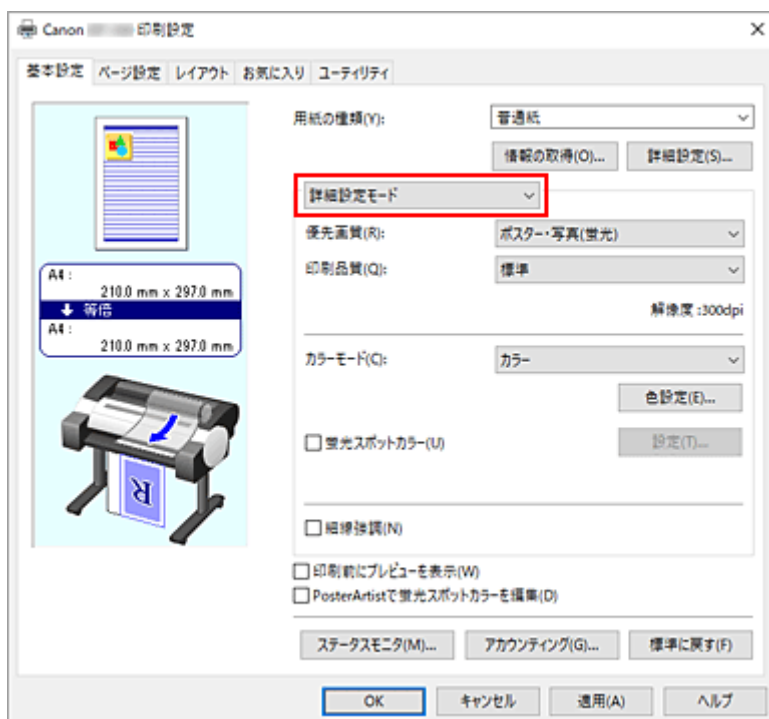 Canon 印刷設定
基本設定 ページ設定 レイアウト お気に入り ユーティリティ
用紙の種類(Y): 普通紙
情報の取得(O)... 詳細設定(S)...
詳細設定モード
優先画質(R): ポスター・写真(蛍光)
印刷品質(Q): 標準
解像度 :300dpi
A4 :
210.0 mm x 297.0 mm
等倍
A4 :
210.0 mm x 297.0 mm
カラーモード(C): カラー
色設定(E)...
蛍光スポットカラー(U) 設定(T)...
R
細線強調(N)
印刷前にプレビューを表示(W)
PosterArtistで蛍光スポットカラーを編集(D)
ステータスモニタ(M)... アカウンティング(G)... 標準に戻す(F)
OK キャンセル 適用(A) ヘルプ